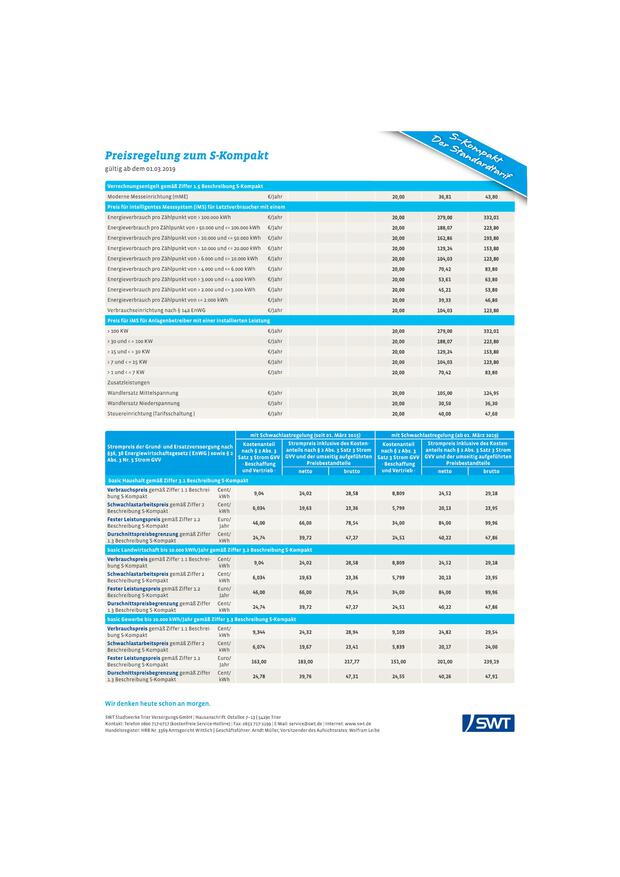 S-Kompakt
Der Standardtarif
Preisregelung zum S-Kompakt
gültig ab dem 01.03.2019
Verrechnungsentgelt gemäß Ziffer 1.5 Beschreibung S-Kompakt
Moderne Messeinrichtung (mME) €/Jahr 20,00 36,81 43,80
Preis für intelligentes Messsystem (iMS) für Letztverbraucher mit einem
Energieverbrauch pro Zählpunkt von > 100.000 kWh €/Jahr 20,00 279,00 332,01
Energieverbrauch pro Zählpunkt von > 50.000 und <= 100.000 kWh €/Jahr 20,00 188,07 223,80
Energieverbrauch pro Zählpunkt von > 20.000 und <= 50.000 kWh €/Jahr 20,00 162,86 193,80
Energieverbrauch pro Zählpunkt von > 10.000 und <= 20.000 kWh €/Jahr 20,00 129,24 153,80
Energieverbrauch pro Zählpunkt von > 6.000 und <= 10.000 kWh €/Jahr 20,00 104,03 123,80
Energieverbrauch pro Zählpunkt von > 4.000 und <= 6.000 kWh €/Jahr 20,00 70,42 83,80
Energieverbrauch pro Zählpunkt von > 3.000 und <= 4.000 kWh €/Jahr 20,00 53,61 63,80
Energieverbrauch pro Zählpunkt von > 2.000 und <= 3.000 kWh €/Jahr 20,00 45,21 53,80
Energieverbrauch pro Zählpunkt von <= 2.000 kWh €/Jahr 20,00 39,33 46,80
Verbrauchseinrichtung nach § 14a EnWG €/Jahr 20,00 104,03 123,80
Preis für iMS für Anlagenbetreiber mit einer installierten Leistung
> 100 KW €/Jahr 20,00 279,00 332,01
> 30 und <= 100 KW €/Jahr 20,00 188,07 223,80
> 15 und <= 30 KW €/Jahr 20,00 129,24 153,80
> 7 und <= 15 KW €/Jahr 20,00 104,03 123,80
> 1 und <= 7 KW €/Jahr 20,00 70,42 83,80
Zusatzleistungen
Wandlersatz Mittelspannung €/Jahr 20,00 105,00 124,95
Wandlersatz Niederspannung €/Jahr 20,00 30,50 36,30
Steuereinrichtung (Tarifsschaltung) €/Jahr 20,00 40,00 47,60
mit Schwachlastregelung (seit 01. März 2015) mit Schwachlastregelung (ab 01. März 2019)
Strompreis der Grund- und Ersatzversorgung nach §36, 38 Energiewirtschaftsgesetz (EnWG) sowie § 2 Abs. 3 Nr. 5 Strom GVV
Kostenanteil nach § 2 Abs. 3 Satz 3 Strom GVV - Beschaffung und Vertrieb -
Strompreis inklusive des Kosten-anteils nach § 2 Abs. 3 Satz 3 Strom GVV und der umseitig aufgeführten Preisbestandteile
Kostenanteil nach § 2 Abs. 3 Satz 3 Strom GVV - Beschaffung und Vertrieb -
Strompreis inklusive des Kosten-anteils nach § 2 Abs. 3 Satz 3 Strom GVV und der umseitig aufgeführten Preisbestandteile
netto brutto netto brutto
basic Haushalt gemäß Ziffer 3.1 Beschreibung S-Kompakt
Verbrauchspreis gemäß Ziffer 1.1 Beschrei-bung S-Kompakt Cent/kWh 9,04 24,02 28,58 8,809 24,52 29,18
Schwachlastarbeitspreis gemäß Ziffer 2 Beschreibung S-Kompakt Cent/kWh 6,034 19,63 23,36 5,799 20,13 23,95
Fester Leistungspreis gemäß Ziffer 1.2 Beschreibung S-Kompakt Euro/Jahr 46,00 66,00 78,54 34,00 84,00 99,96
Durschnittspreisbegrenzung gemäß Ziffer 1.3 Beschreibung S-Kompakt Cent/kWh 24,74 39,72 47,27 24,51 40,22 47,86
basic Landwirtschaft bis 10.000 kWh/Jahr gemäß Ziffer 3.2 Beschreibung S-Kompakt
Verbrauchspreis gemäß Ziffer 1.1 Beschrei-bung S-Kompakt Cent/kWh 9,04 24,02 28,58 8,809 24,52 29,18
Schwachlastarbeitspreis gemäß Ziffer 2 Beschreibung S-Kompakt Cent/kWh 6,034 19,63 23,36 5,799 20,13 23,95
Fester Leistungspreis gemäß Ziffer 1.2 Beschreibung S-Kompakt Euro/Jahr 46,00 66,00 78,54 34,00 84,00 99,96
Durschnittspreisbegrenzung gemäß Ziffer 1.3 Beschreibung S-Kompakt Cent/kWh 24,74 39,72 47,27 24,51 40,22 47,86
basic Gewerbe bis 10.000 kWh/Jahr gemäß Ziffer 3.3 Beschreibung S-Kompakt
Verbrauchspreis gemäß Ziffer 1.1 Beschrei-bung S-Kompakt Cent/kWh 9,344 24,32 28,94 9,109 24,82 29,54
Schwachlastarbeitspreis gemäß Ziffer 2 Beschreibung S-Kompakt Cent/kWh 6,074 19,67 23,41 5,839 20,17 24,00
Fester Leistungspreis gemäß Ziffer 1.2 Beschreibung S-Kompakt Euro/Jahr 163,00 183,00 217,77 151,00 201,00 239,19
Durschnittspreisbegrenzung gemäß Ziffer 1.3 Beschreibung S-Kompakt Cent/kWh 24,78 39,76 47,31 24,55 40,26 47,91
Wir denken heute schon an morgen.
SWT Stadtwerke Trier Versorgungs-GmbH | Hausanschrift: Ostallee 7-13 | 54290 Trier
Kontakt: Telefon 0800 717-0717 (kostenfreie Service-Hotline) | Fax: 0651 717-1199 | E-Mail: service@swt.de | Internet: www.swt.de
Handelsregister: HRB Nr. 3369 Amtsgericht Wittlich | Geschäftsführer: Arndt Müller, Vorsitzender des Aufsichtsrates: Wolfram Leibe
SWT